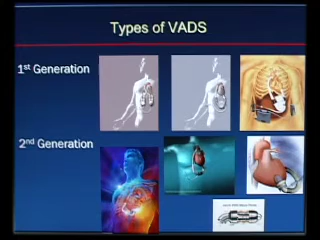 Types of VADS
1st Generation
2nd Generation